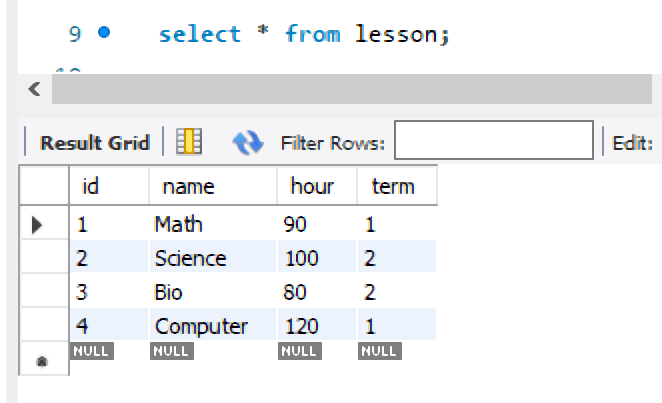 9 select * from lesson;
Result Grid Filter Rows: Edit:
id name hour term
1 Math 90 1
2 Science 100 2
3 Bio 80 2
4 Computer 120 1
NULL NULL NULL NULL